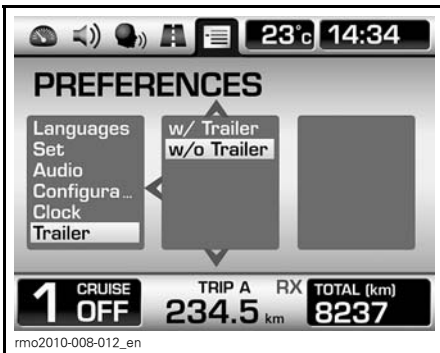 23°c 14:34
PREFERENCES
Languages
Set
Audio
Configura...
Clock
Trailer
w/ Trailer
w/o Trailer
1 CRUISE OFF
TRIP A
234.5 km
RX
TOTAL (km)
8237
rmo2010-008-012_en